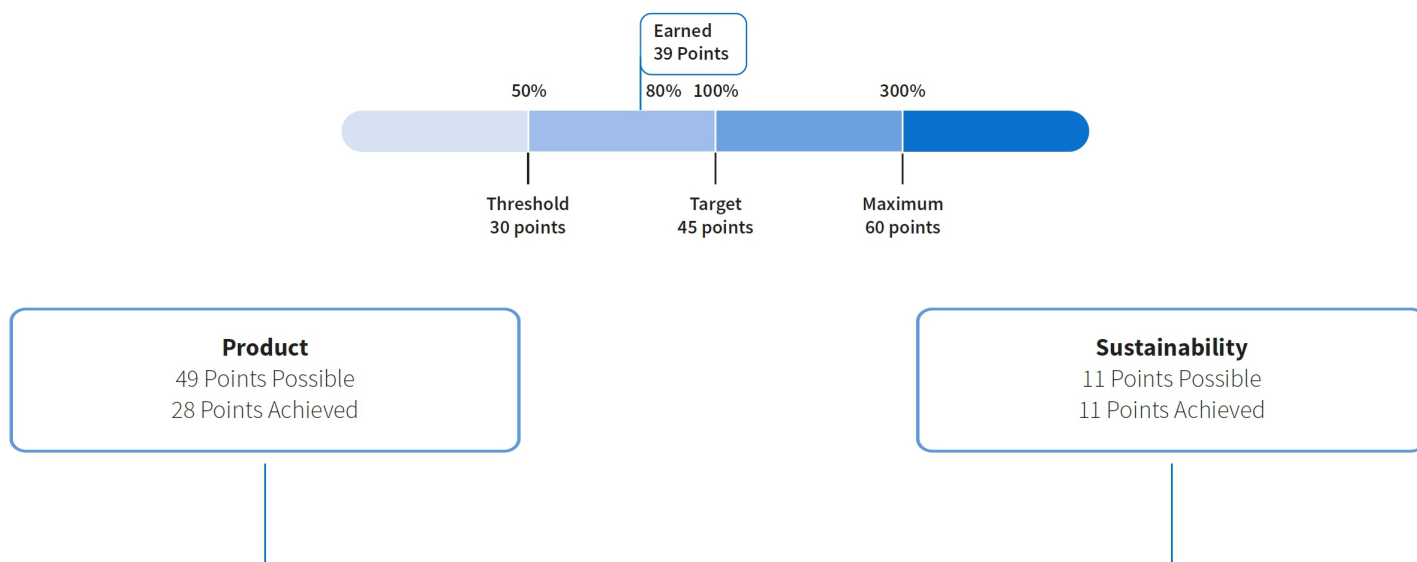 Earned
39 Points
50%
80%
100%
300%
Threshold
30 points
Target
45 points
Maximum
60 points
Product
49 Points Possible
28 Points Achieved
Sustainability
11 Points Possible
11 Points Achieved